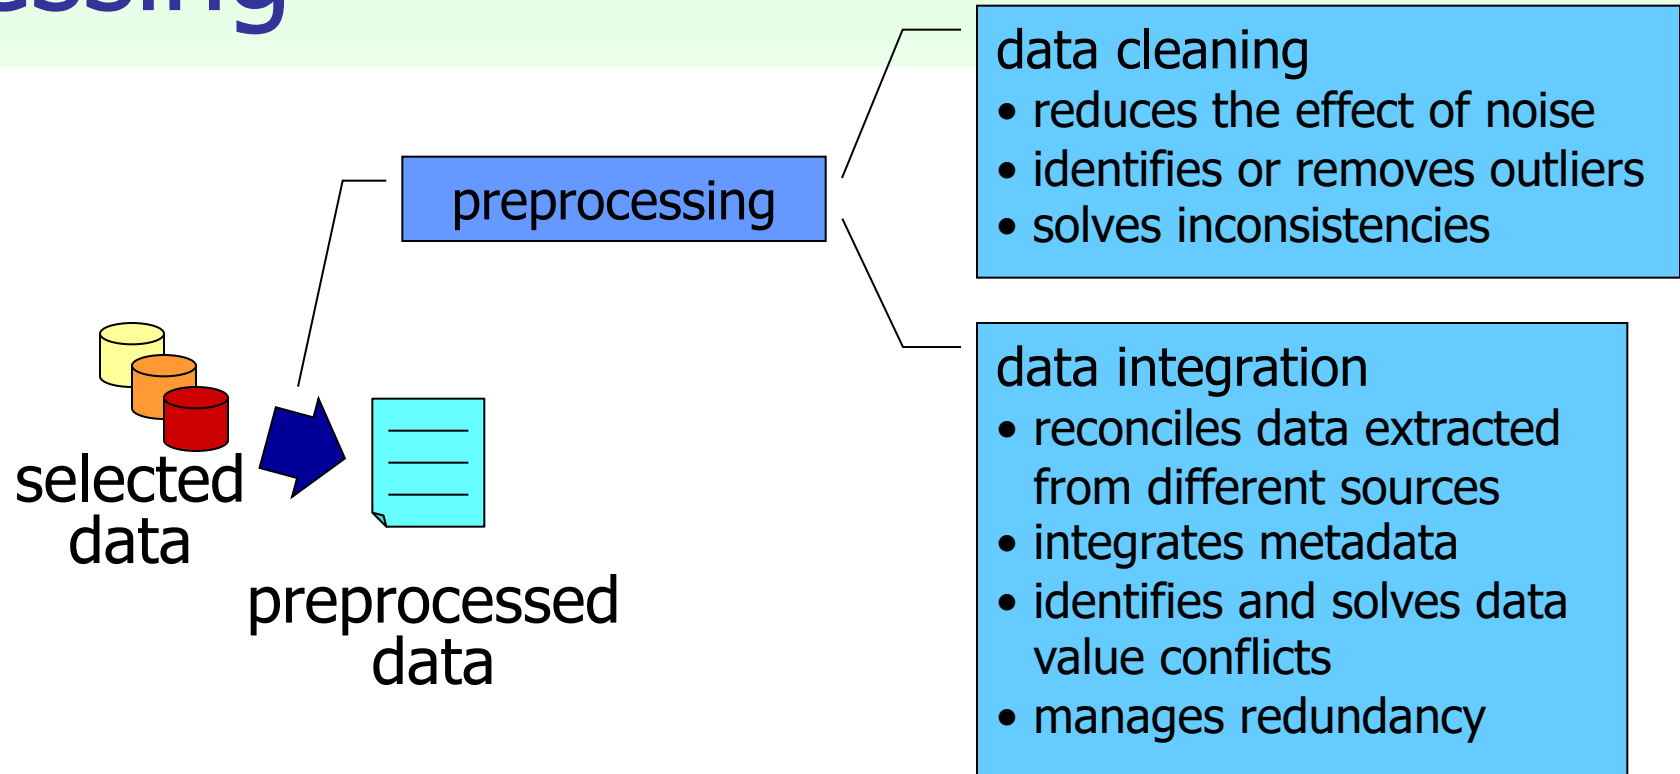 essing
data cleaning
• reduces the effect of noise
• identifies or removes outliers
• solves inconsistencies
preprocessing
data integration
• reconciles data extracted
from different sources
• integrates metadata
• identifies and solves data
value conflicts
• manages redundancy
selected
data
preprocessed
data